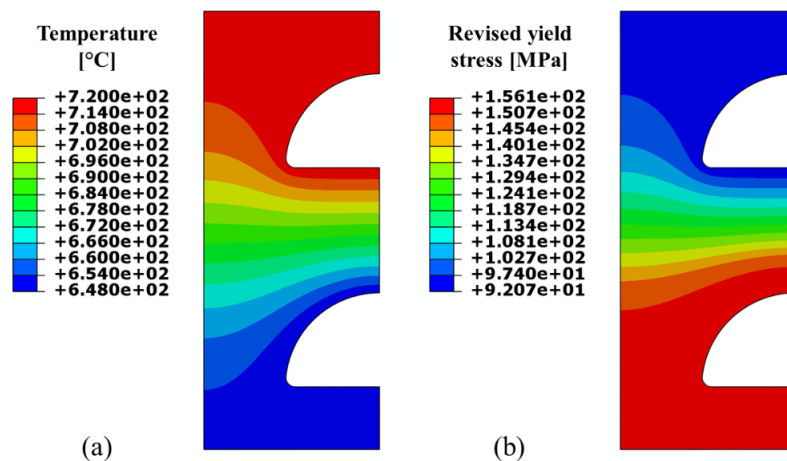 Temperature
[°C]
+7.200e+02
+7.140e+02
+7.080e+02
+7.020e+02
+6.960e+02
+6.900e+02
+6.840e+02
+6.780e+02
+6.720e+02
+6.660e+02
+6.600e+02
+6.540e+02
+6.480e+02
(a)
Revised yield
stress [MPa]
+1.561e+02
+1.507e+02
+1.454e+02
+1.401e+02
+1.347e+02
+1.294e+02
+1.241e+02
+1.187e+02
+1.134e+02
+1.081e+02
+1.027e+02
+9.740e+01
+9.207e+01
(b)